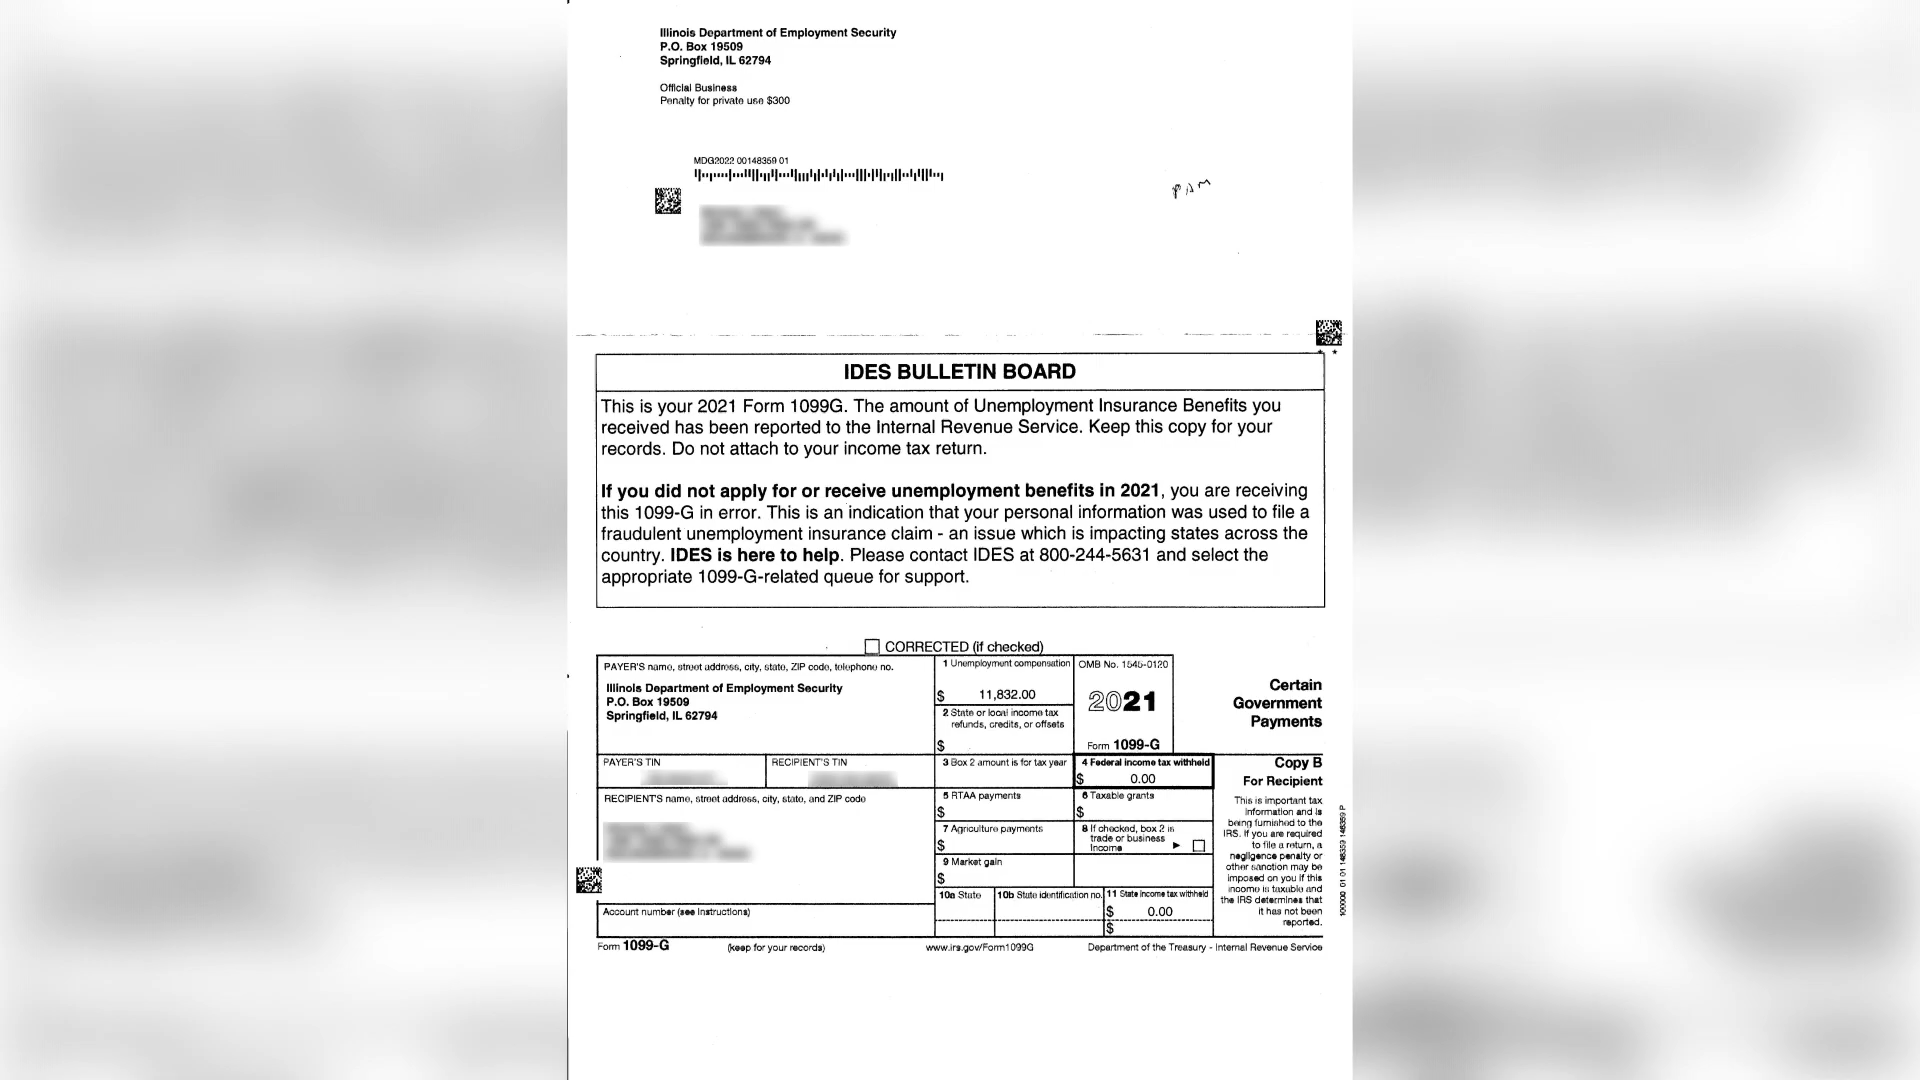 Illinois Department of Employment Security
P.O. Box 19509
Springfield, IL 62794
Official Business
Penalty for private use $300
MDG2022 00148359 01
PAM
IDES BULLETIN BOARD
This is your 2021 Form 1099G. The amount of Unemployment Insurance Benefits you
received has been reported to the Internal Revenue Service. Keep this copy for your
records. Do not attach to your income tax return.
If you did not apply for or receive unemployment benefits in 2021, you are receiving
this 1099-G in error. This is an indication that your personal information was used to file a
fraudulent unemployment insurance claim - an issue which is impacting states across the
country. IDES is here to help. Please contact IDES at 800-244-5631 and select the
appropriate 1099-G-related queue for support.
CORRECTED (if checked)
PAYER'S name, street address, city, state, ZIP code, telephone no.
Illinois Department of Employment Security
P.O. Box 19509
Springfield, IL 62794
1 Unemployment compensation
$ 11,832.00
2 State or local income tax
refunds, credits, or offsets
$
OMB No. 1545-0120
2021
Form 1099-G
Certain
Government
Payments
PAYER'S TIN
RECIPIENT'S TIN
3 Box 2 amount is for tax year
4 Federal income tax withheld
$ 0.00
Copy B
For Recipient
RECIPIENT'S name, street address, city, state, and ZIP code
5 RTAA payments
$
6 Taxable grants
$
7 Agriculture payments
$
8 If checked, box 2 is
trade or business
income ►
9 Market gain
$
This is important tax
information and is
being furnished to the
IRS. If you are required
to file a return, a
negligence penalty or
other sanction may be
imposed on you if this
income is taxable and
the IRS determines that
it has not been
reported.
Account number (see instructions)
10a State
10b State identification no.
11 State income tax withheld
$ 0.00
$
Form 1099-G
(keep for your records)
www.irs.gov/Form1099G
Department of the Treasury - Internal Revenue Service